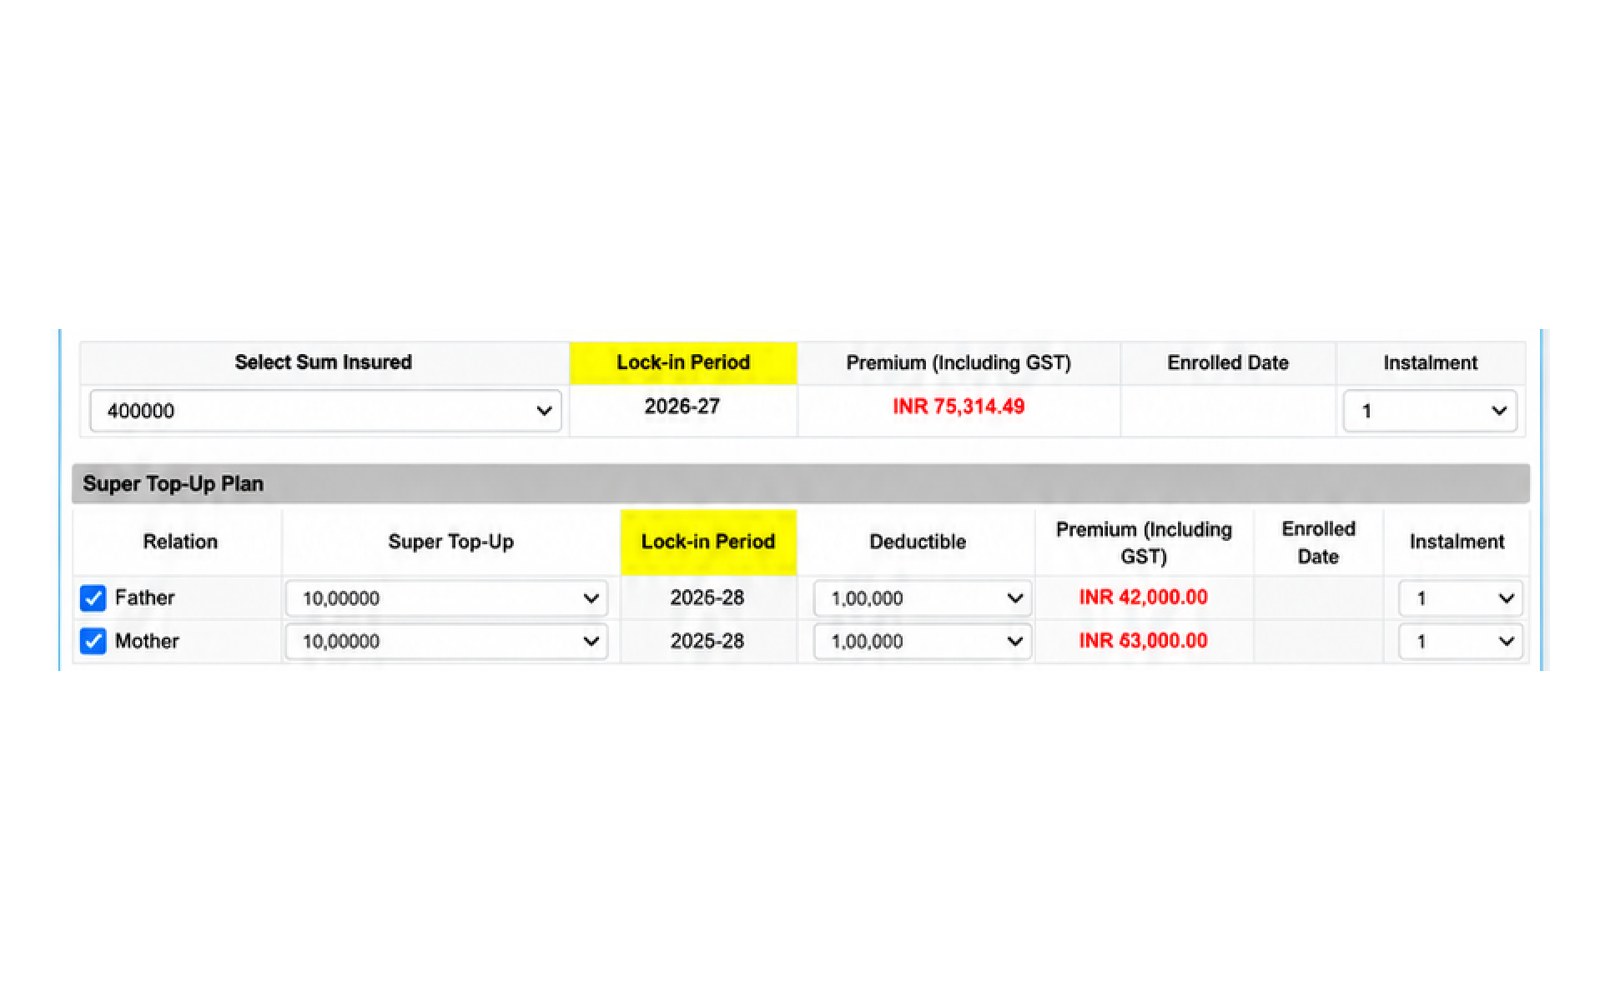 Select Sum Insured Lock-in Period Premium (Including GST) Enrolled Date Instalment
400000 2026-27 INR 75,314.49 1
Super Top-Up Plan
Relation Super Top-Up Lock-in Period Deductible Premium (Including GST) Enrolled Date Instalment
Father 10,00000 2025-28 1,00,000 INR 42,000.00 1
Mother 10,00000 2025-28 1,00,000 INR 53,000.00 1